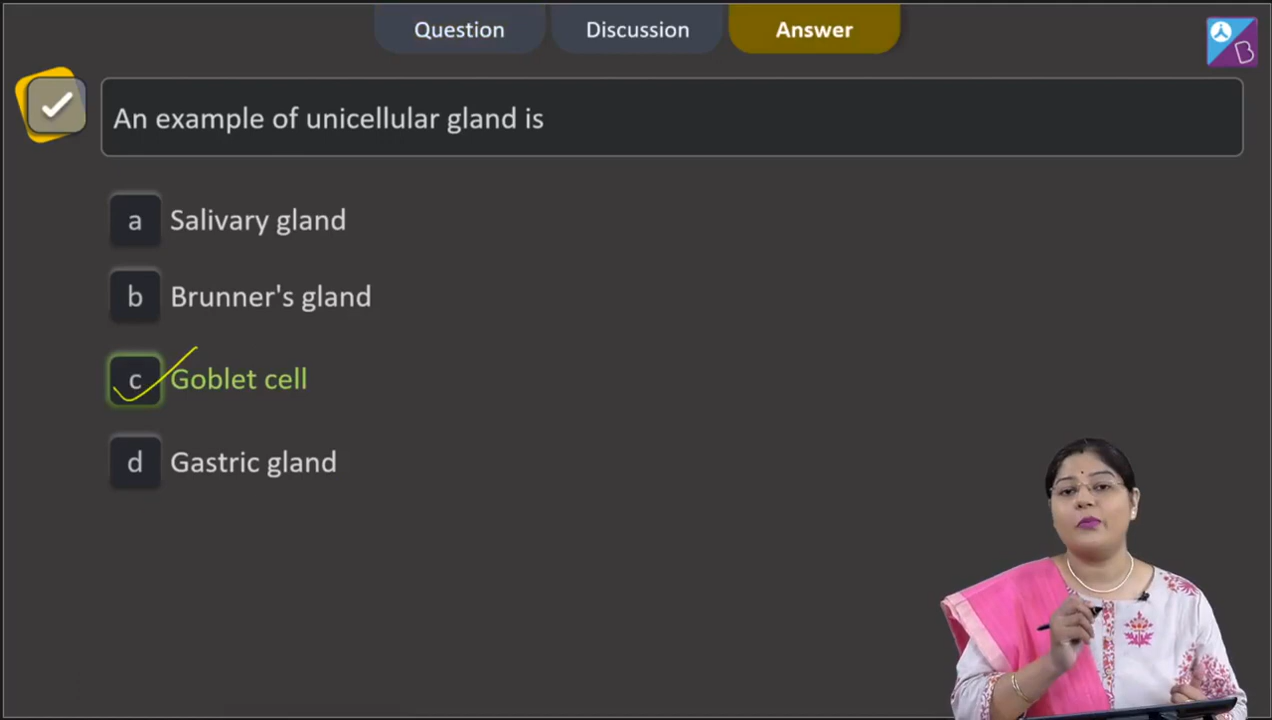 Question
Discussion
Answer
An example of unicellular gland is
a Salivary gland
b Brunner's gland
c Goblet cell
d Gastric gland
B